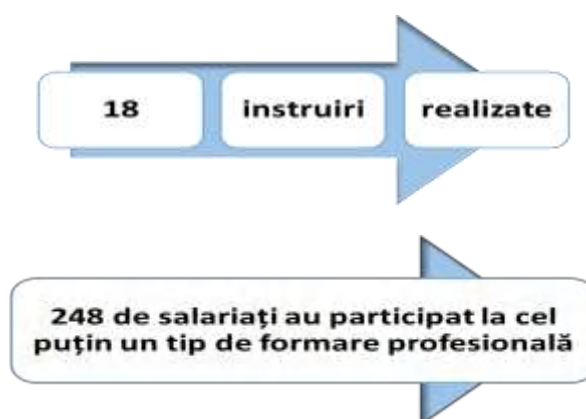 18 instruiri realizate
248 de salariați au participat la cel
puțin un tip de formare profesională